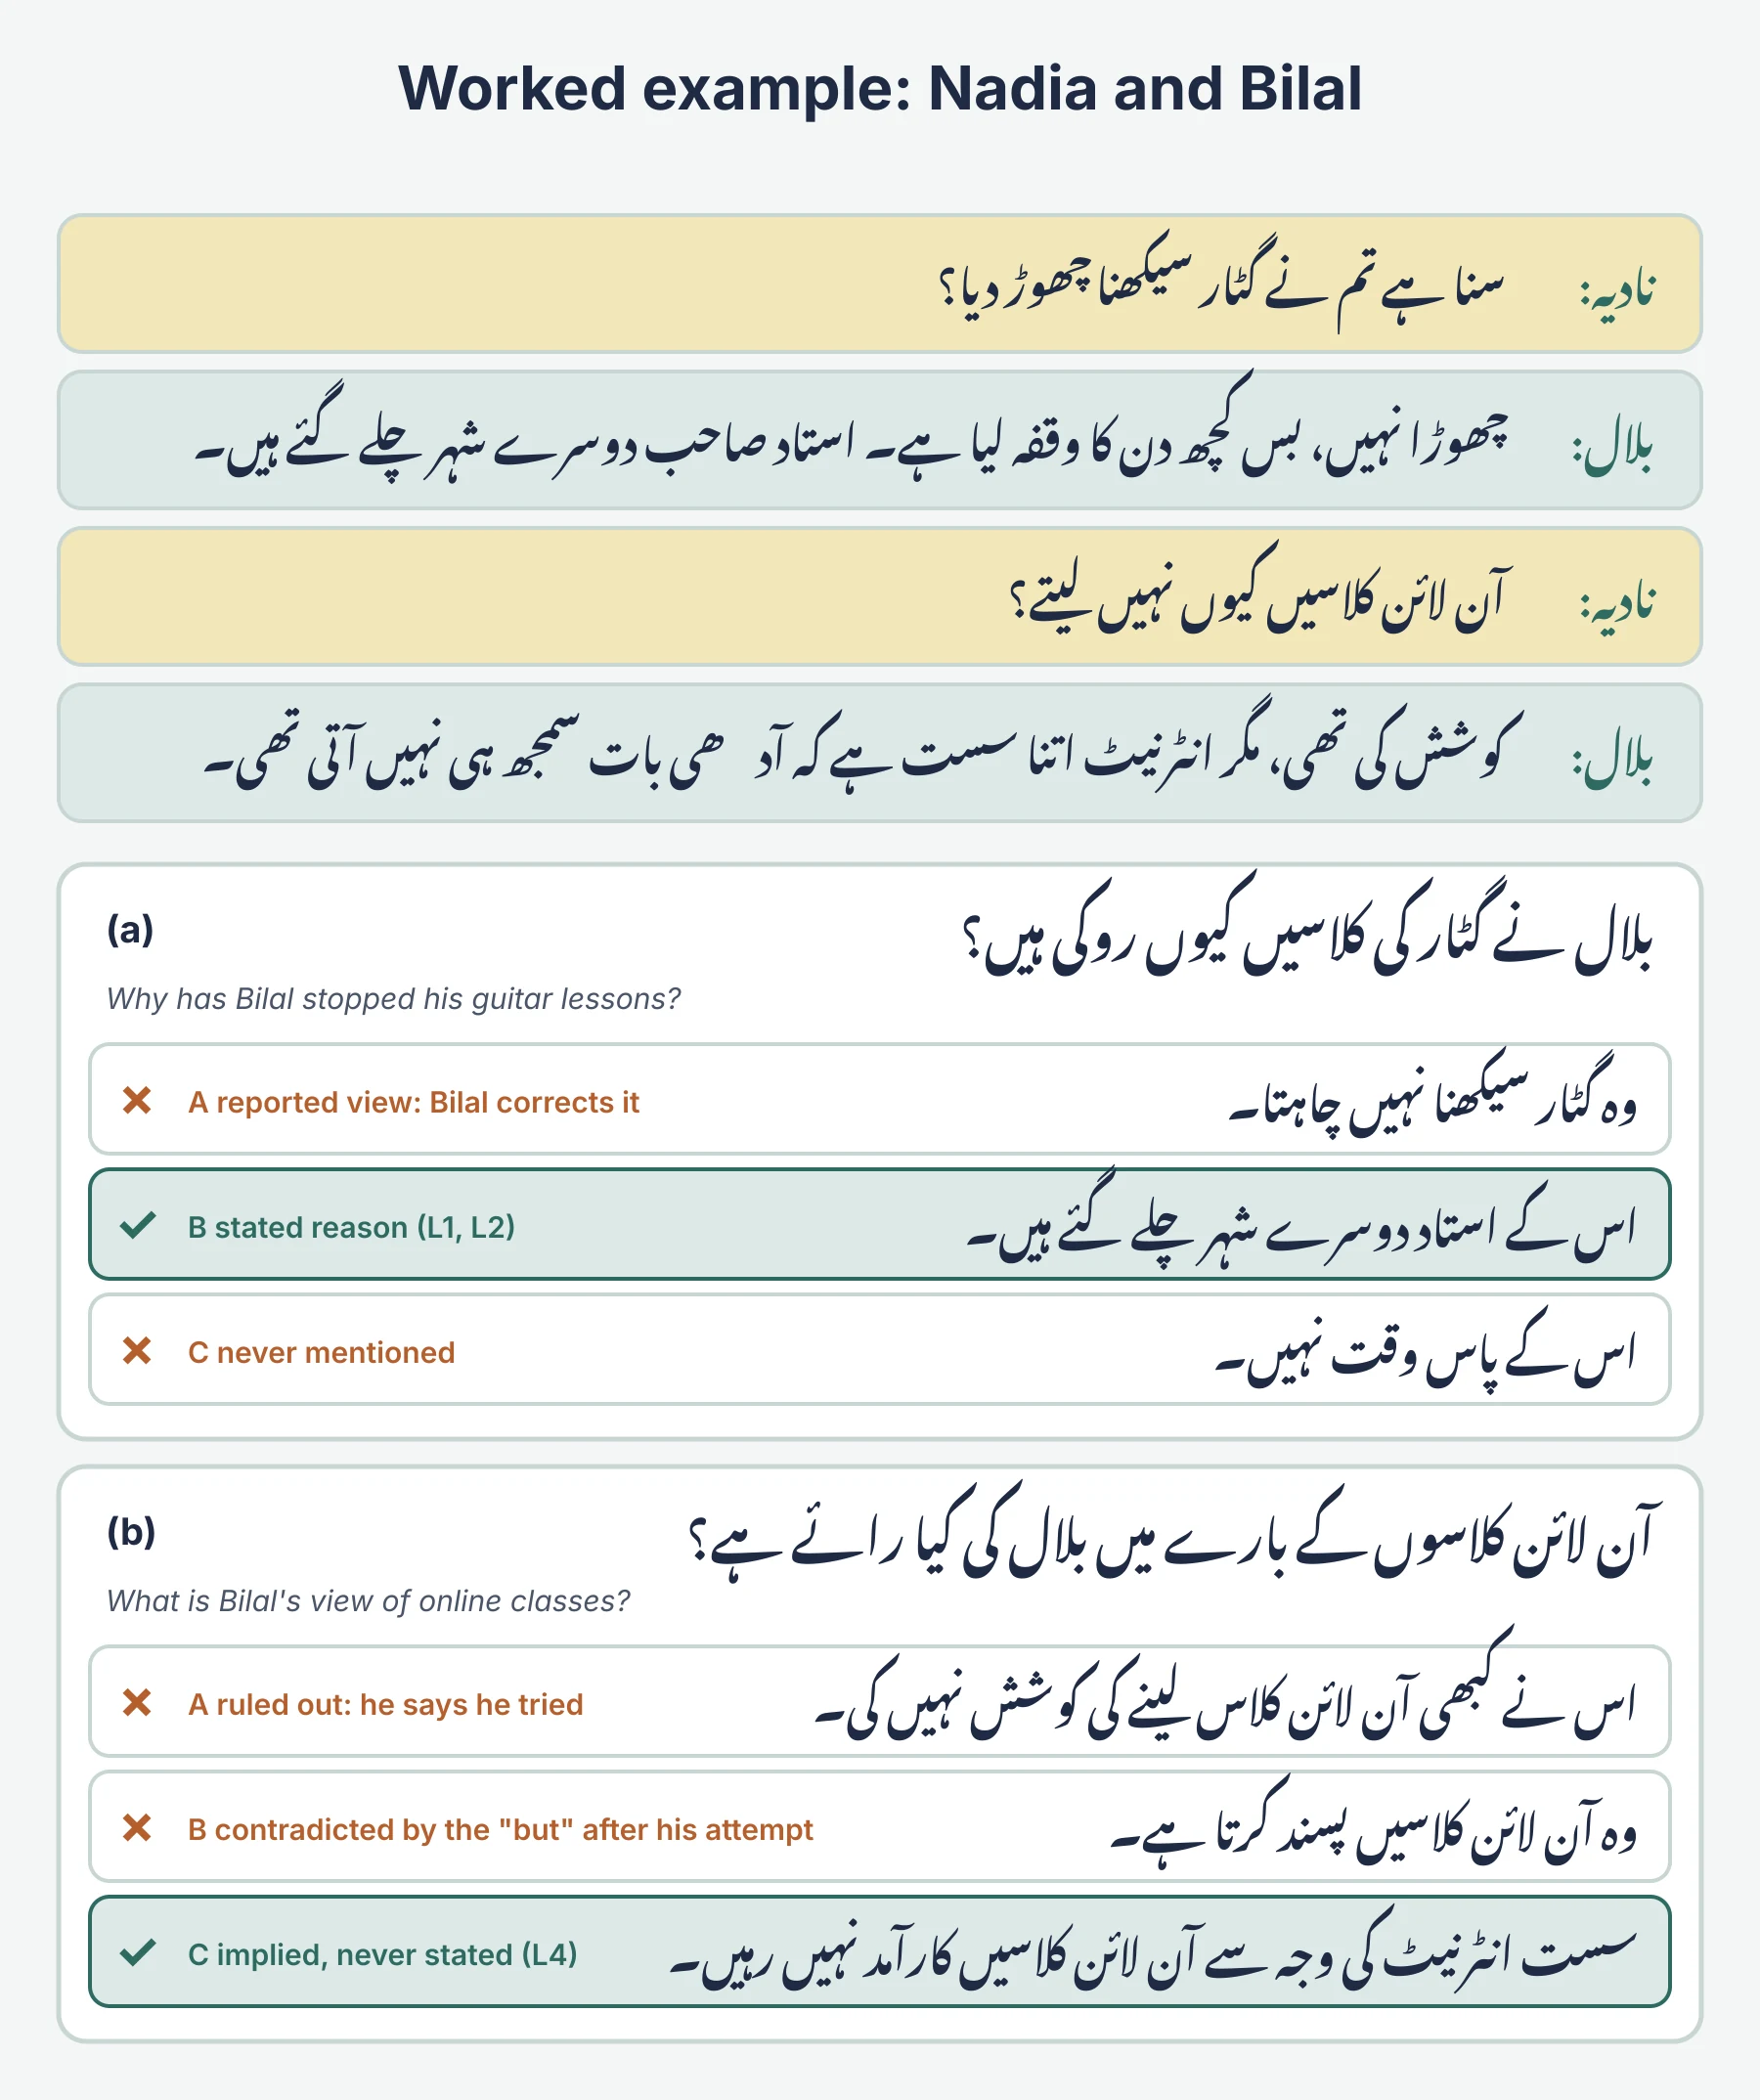 Worked example: Nadia and Bilal
نادیہ: سنا ہے تم نے گٹار سیکھنا چھوڑ دیا؟
بلال: چھوڑا نہیں، بس کچھ دن کا وقفہ لیا ہے۔ استاد صاحب دوسرے شہر چلے گئے ہیں۔
نادیہ: آن لائن کلاسیں کیوں نہیں لیتے؟
بلال: کوشش کی تھی، مگر انٹرنیٹ اتنا سست ہے کہ آدھی بات سمجھ ہی نہیں آتی تھی۔
(a) بلال نے گٹار کی کلاسیں کیوں روکی ہیں؟
Why has Bilal stopped his guitar lessons?
✗ A reported view: Bilal corrects it وہ گٹار سیکھنا نہیں چاہتا۔
✓ B stated reason (L1, L2) اس کے استاد دوسرے شہر چلے گئے ہیں۔
✗ C never mentioned اس کے پاس وقت نہیں۔
(b) آن لائن کلاسوں کے بارے میں بلال کی کیا رائے ہے؟
What is Bilal's view of online classes?
✗ A ruled out: he says he tried اس نے کبھی آن لائن کلاس لینے کی کوشش نہیں کی۔
✗ B contradicted by the "but" after his attempt وہ آن لائن کلاسیں پسند کرتا ہے۔
✓ C implied, never stated (L4) سست انٹرنیٹ کی وجہ سے آن لائن کلاسیں کارآمد نہیں رہیں۔